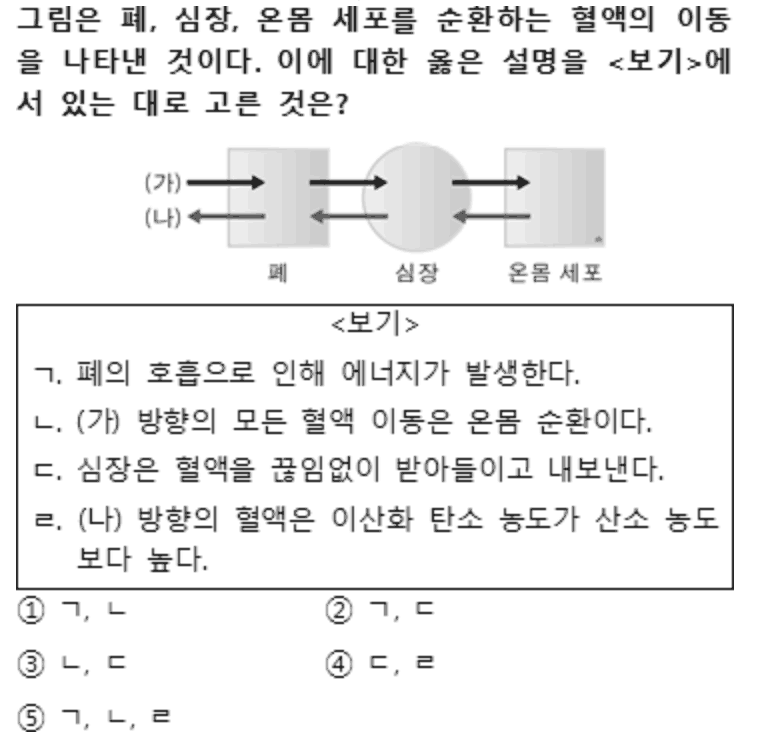 그림은 폐, 심장, 온몸 세포를 순환하는 혈액의 이동
을 나타낸 것이다. 이에 대한 옳은 설명을 <보기>에
서 있는 대로 고른 것은?
(가)
(나)
폐 심장 온몸 세포
<보기>
ㄱ. 폐의 호흡으로 인해 에너지가 발생한다.
ㄴ. (가) 방향의 모든 혈액 이동은 온몸 순환이다.
ㄷ. 심장은 혈액을 끊임없이 받아들이고 내보낸다.
ㄹ. (나) 방향의 혈액은 이산화 탄소 농도가 산소 농도
보다 높다.
① ㄱ, ㄴ ② ㄱ, ㄷ
③ ㄴ, ㄷ ④ ㄷ, ㄹ
⑤ ㄱ, ㄴ, ㄹ